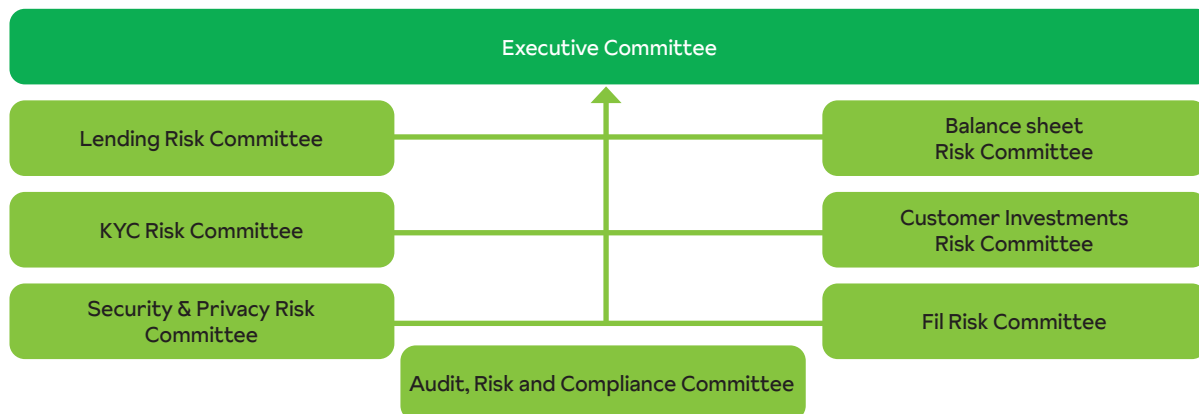 Executive Committee
Lending Risk Committee
Balance sheet
Risk Committee
KYC Risk Committee
Customer Investments
Risk Committee
Security & Privacy Risk
Committee
Fil Risk Committee
Audit, Risk and Compliance Committee